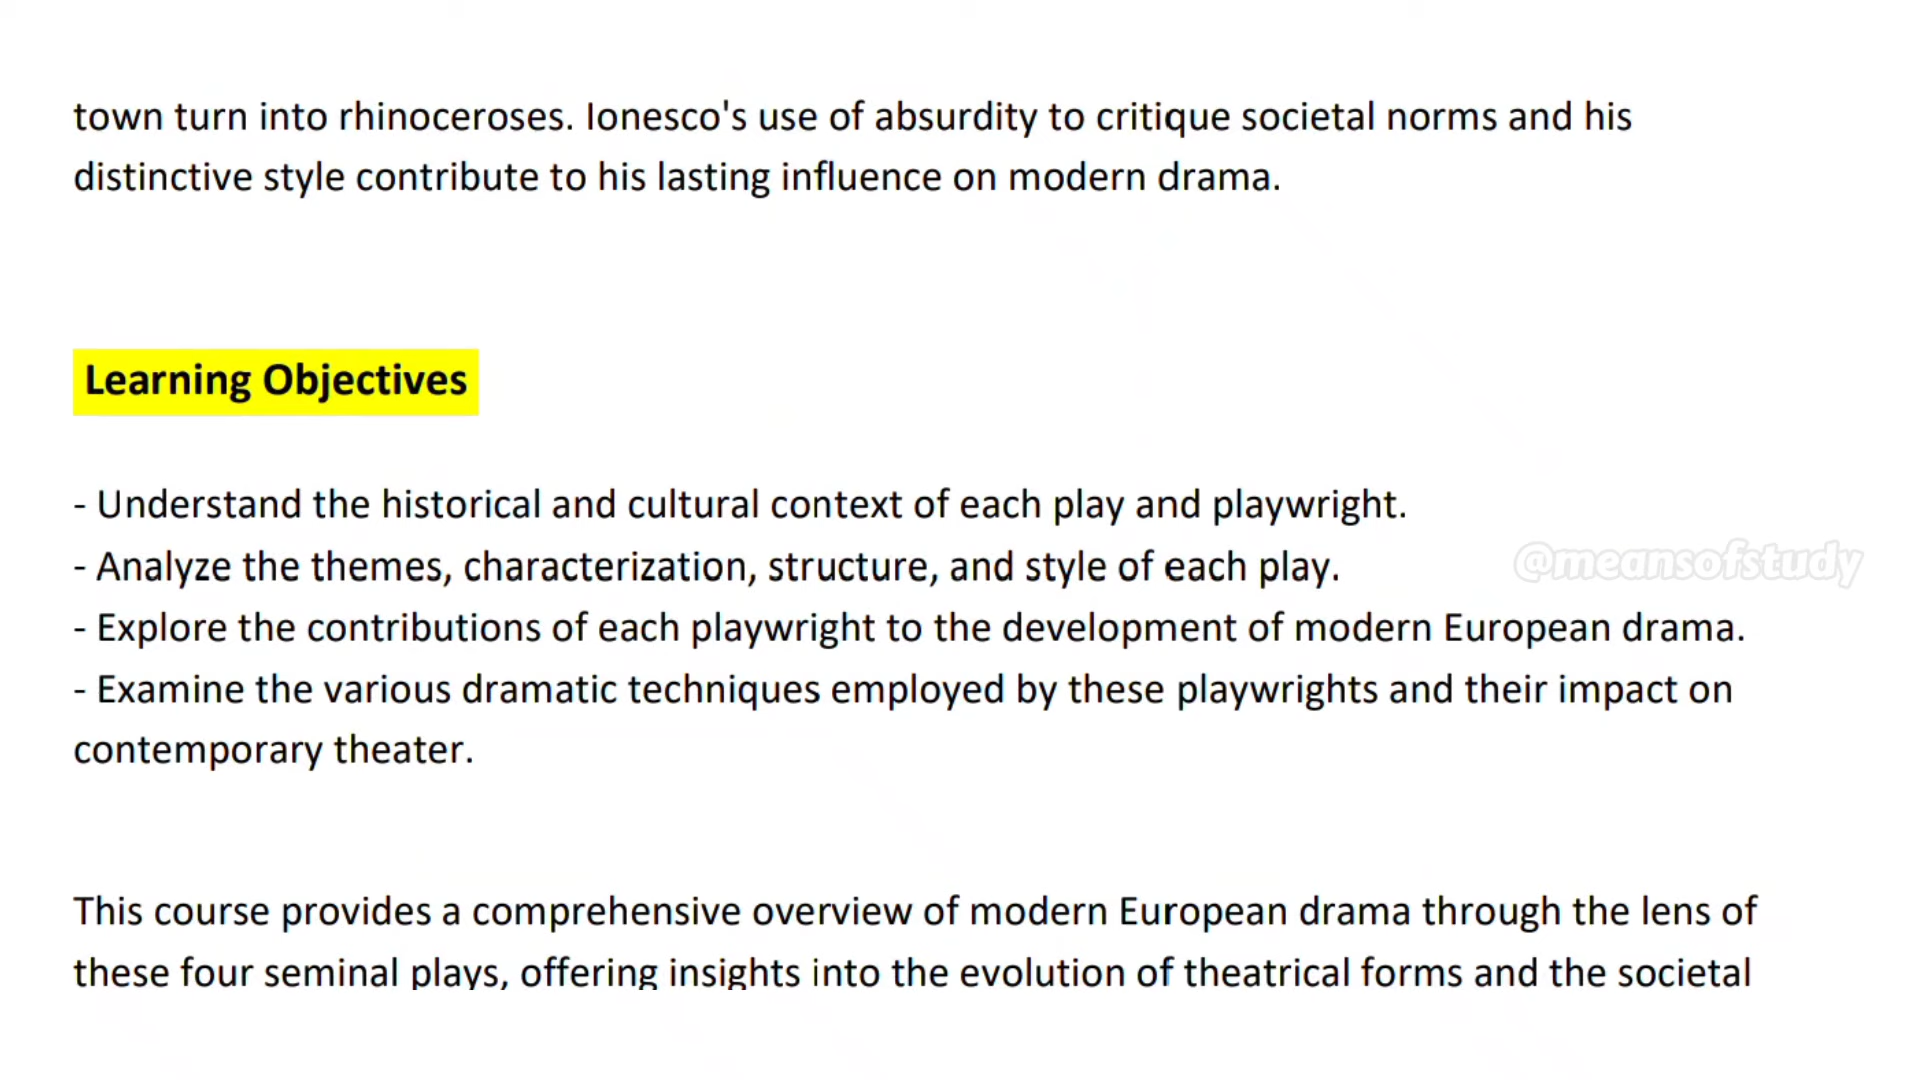 town turn into rhinoceroses. Ionesco's use of absurdity to critique societal norms and his
distinctive style contribute to his lasting influence on modern drama.
Learning Objectives
- Understand the historical and cultural context of each play and playwright.
- Analyze the themes, characterization, structure, and style of each play.
@meansofstudy
- Explore the contributions of each playwright to the development of modern European drama.
- Examine the various dramatic techniques employed by these playwrights and their impact on
contemporary theater.
This course provides a comprehensive overview of modern European drama through the lens of
these four seminal plays, offering insights into the evolution of theatrical forms and the societal